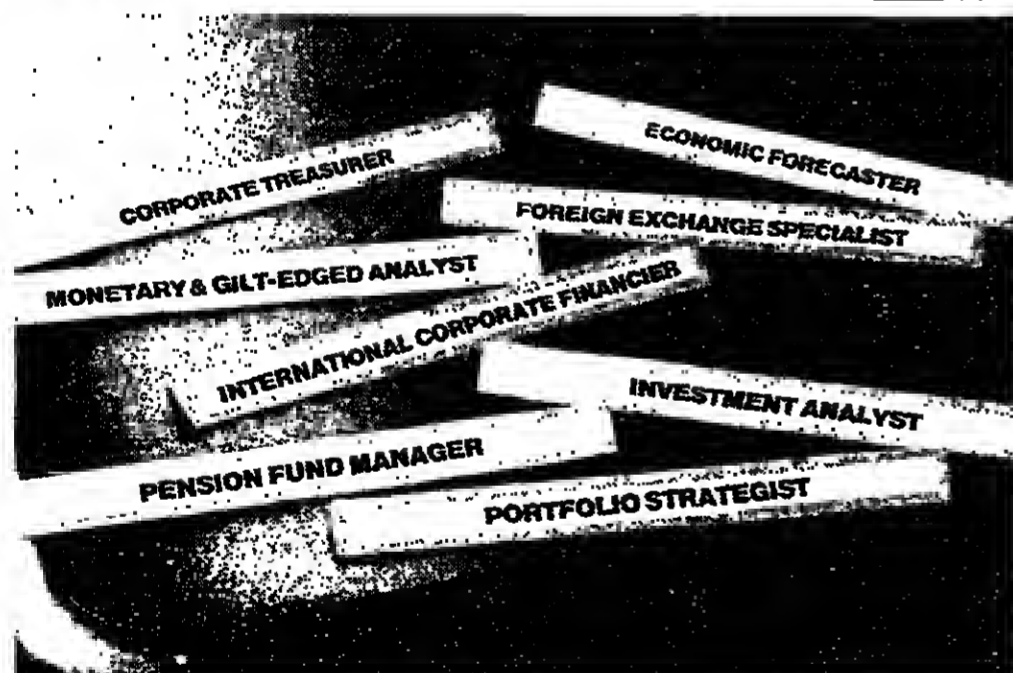 CORPORATE TREASURER
ECONOMIC FORECASTER
FOREIGN EXCHANGE SPECIALIST
MONETARY & GILT-EDGED ANALYST
INTERNATIONAL CORPORATE FINANCIER
INVESTMENT ANALYST
PENSION FUND MANAGER
PORTFOLIO STRATEGIST